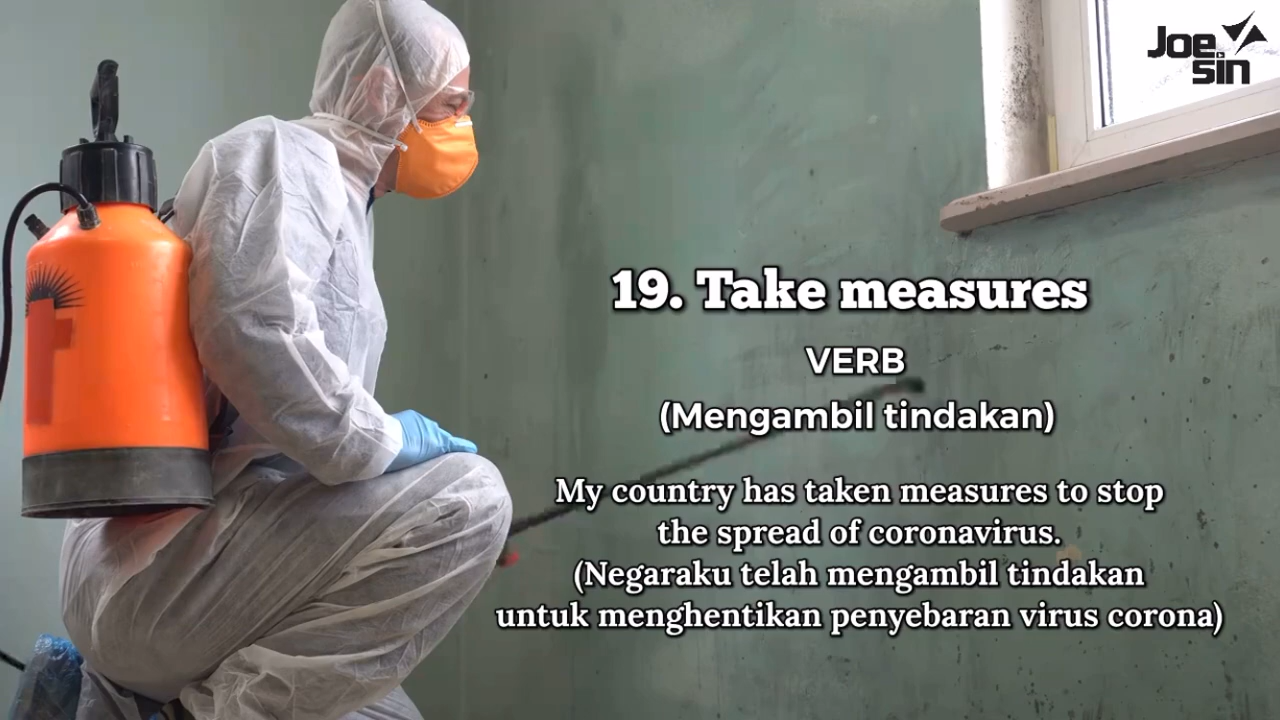 Joe
sin
19. Take measures
VERB
(Mengambil tindakan)
My country has taken measures to stop
the spread of coronavirus.
(Negaraku telah mengambil tindakan
untuk menghentikan penyebaran virus corona)